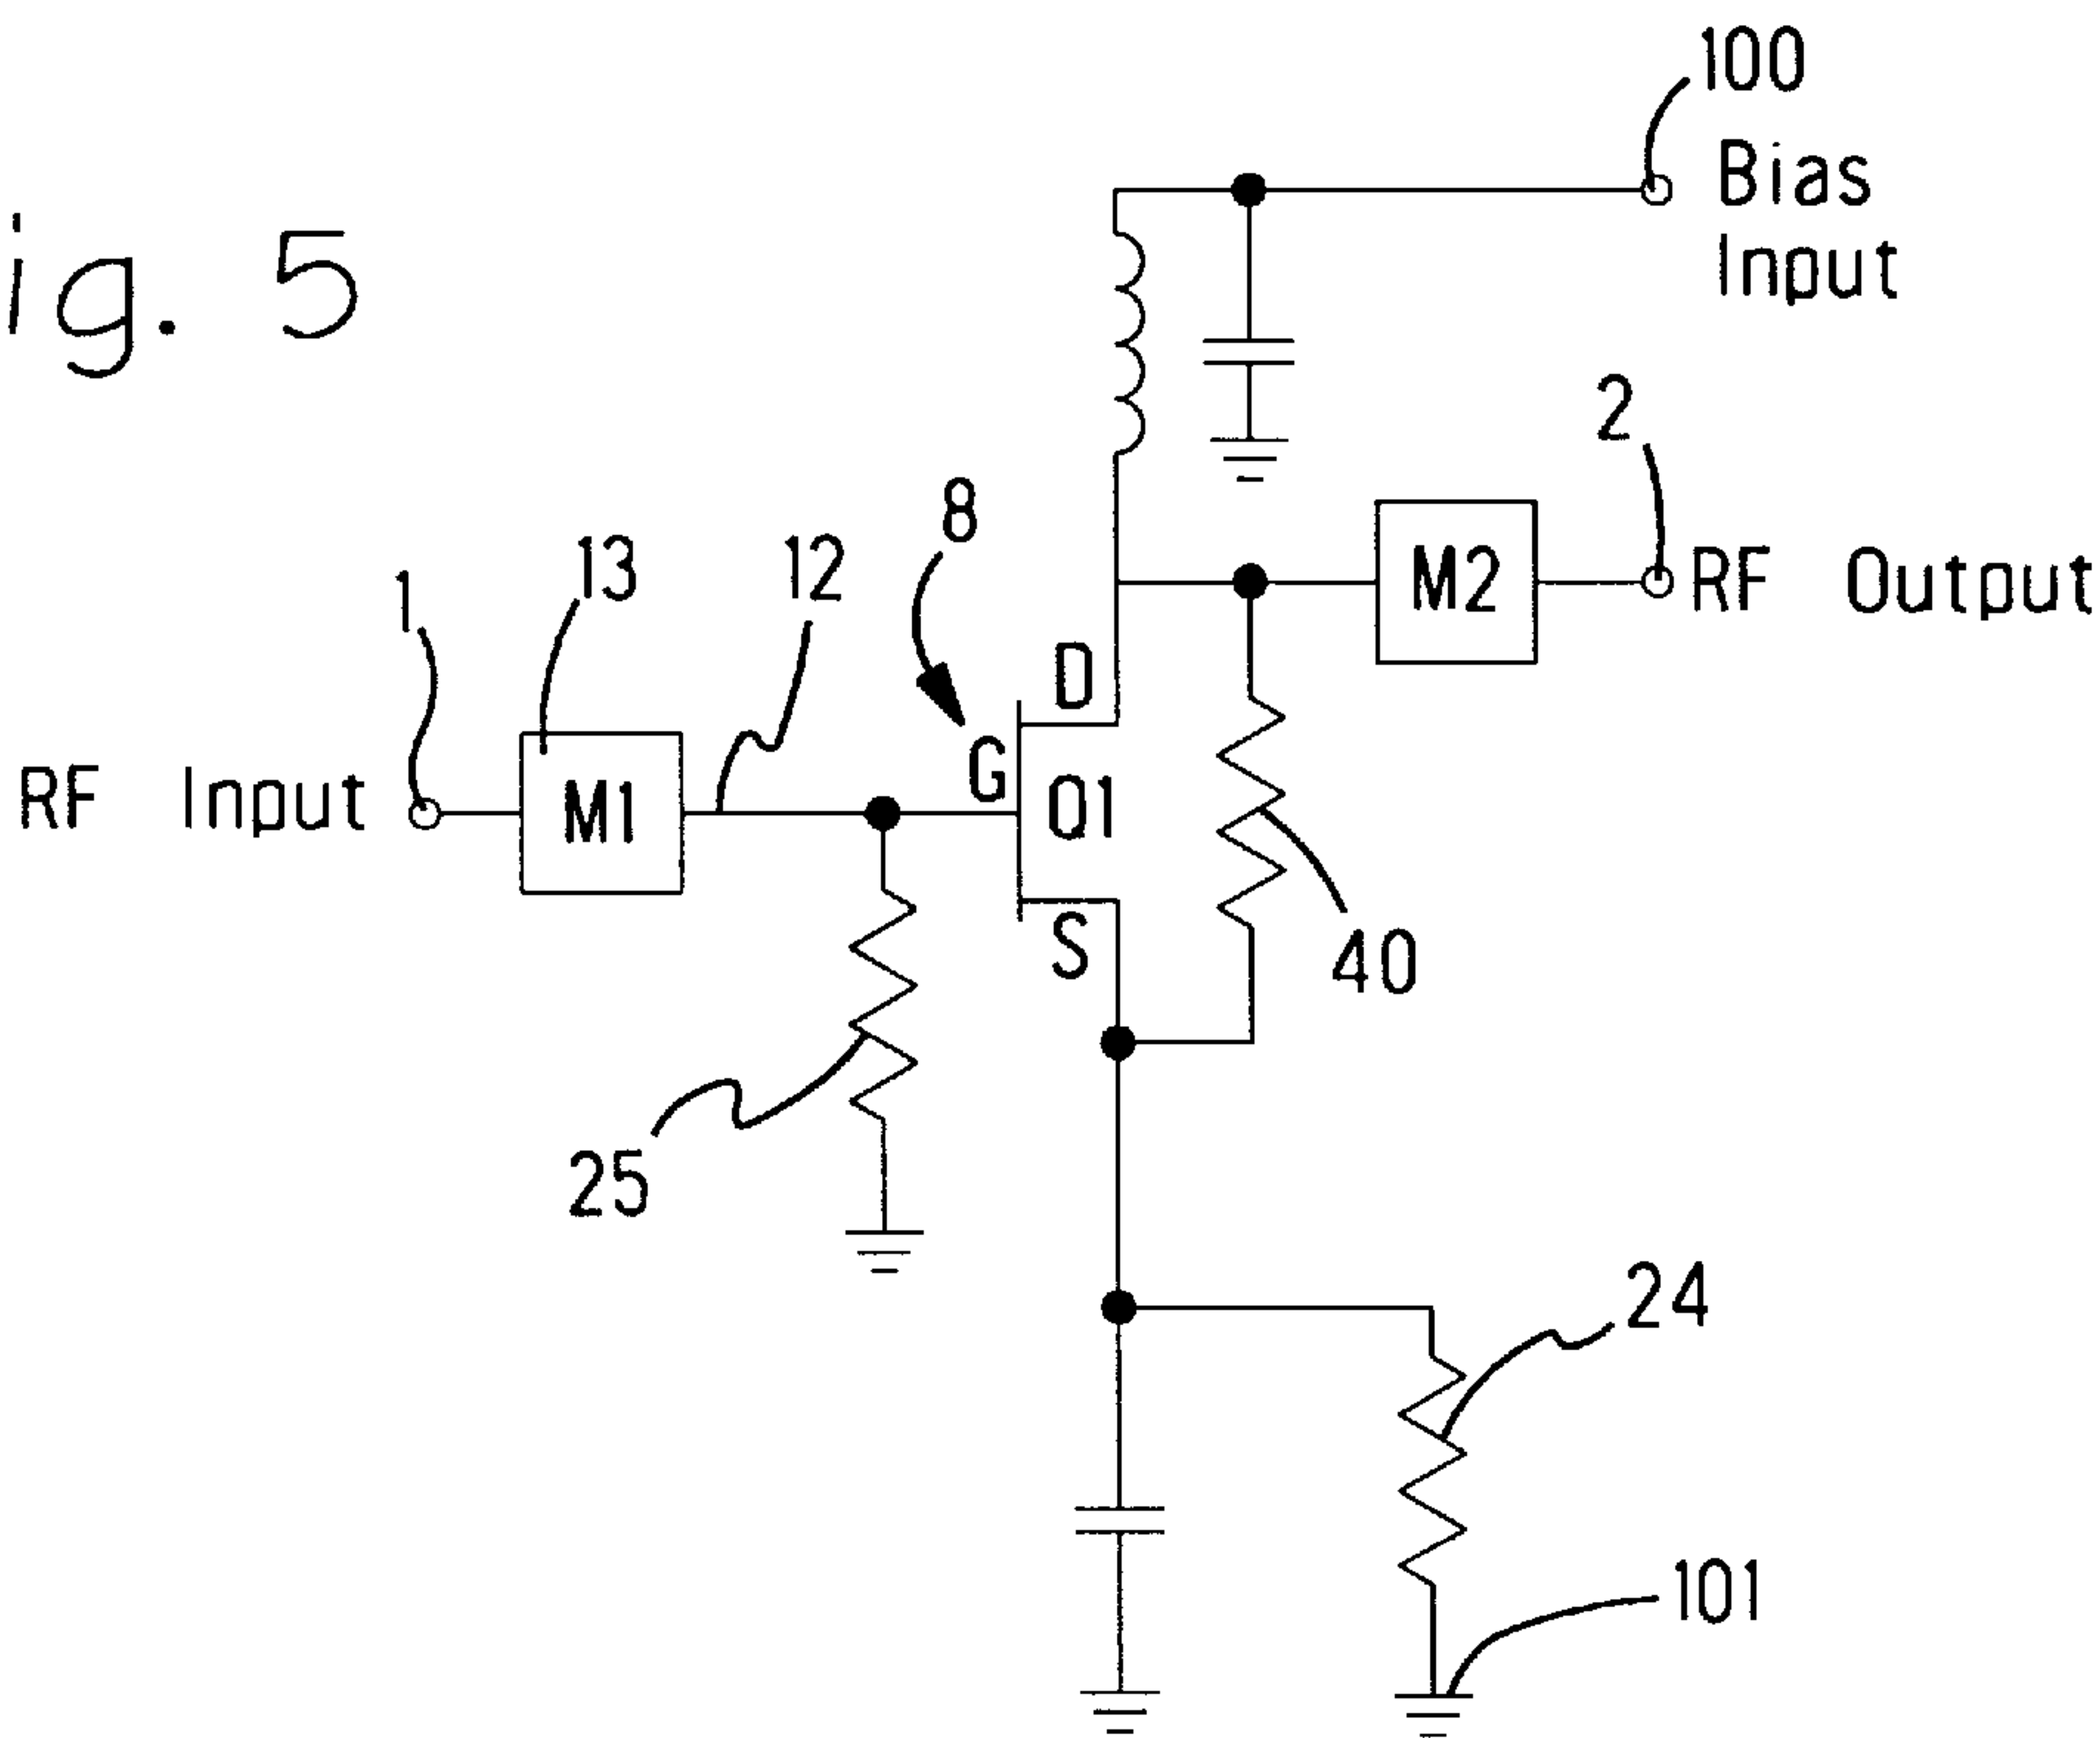 ig. 5
100
Bias
Input
2
RF Output
M2
8
13
12
1
D
G
Q1
S
RF Input
M1
40
25
24
101